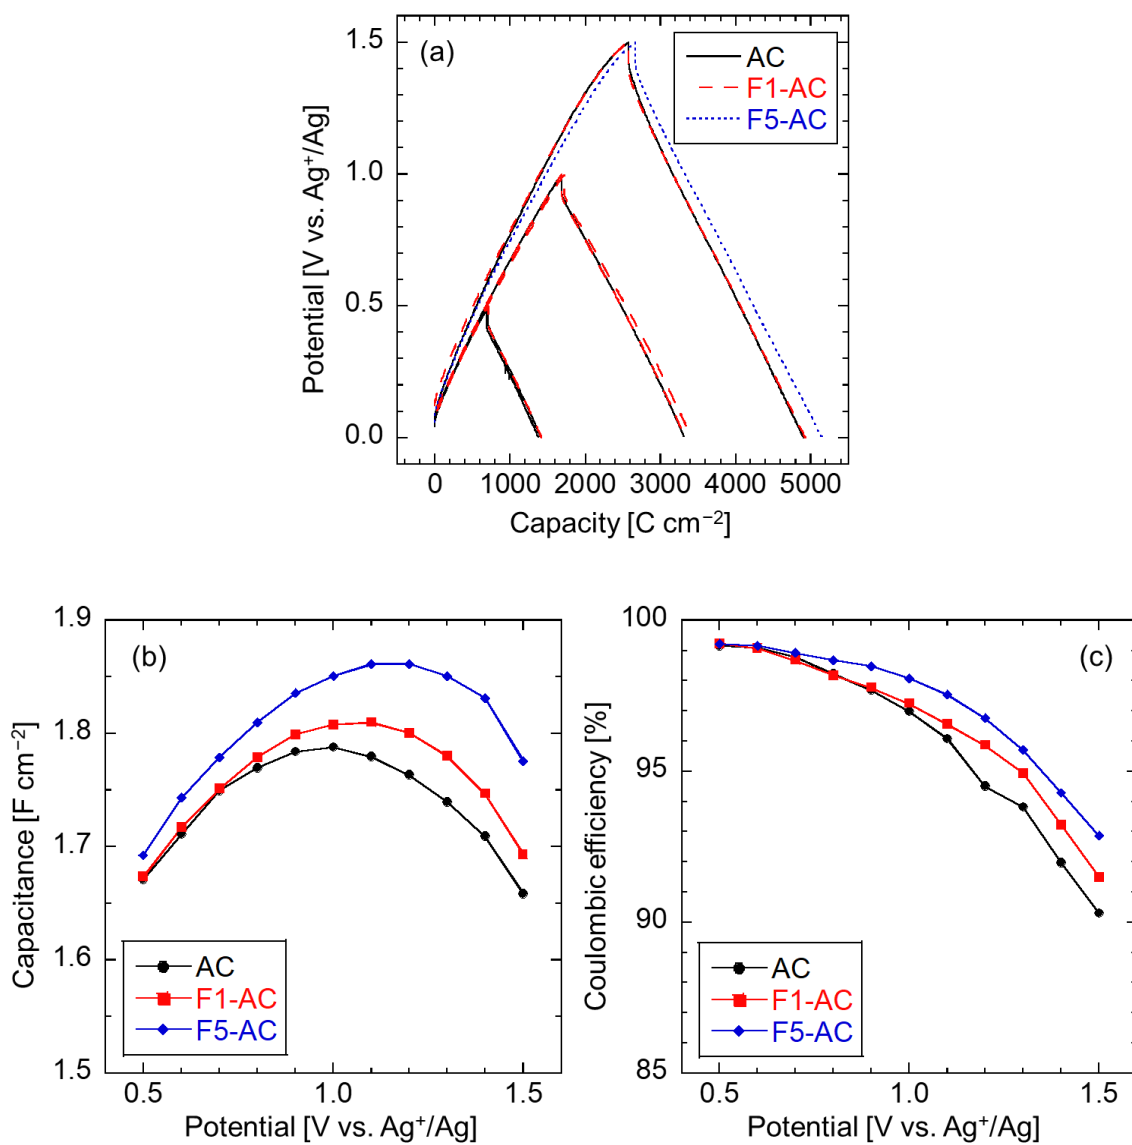 (a)
AC
F1-AC
F5-AC
1.5
1.0
0.5
0.0
Potential [V vs. Ag⁺/Ag]
0 1000 2000 3000 4000 5000
Capacity [C cm⁻²]
(b)
1.9
1.8
1.7
1.6
1.5
Capacitance [F cm⁻²]
AC
F1-AC
F5-AC
0.5 1.0 1.5
Potential [V vs. Ag⁺/Ag]
(c)
100
95
90
85
Coulombic efficiency [%]
AC
F1-AC
F5-AC
0.5 1.0 1.5
Potential [V vs. Ag⁺/Ag]